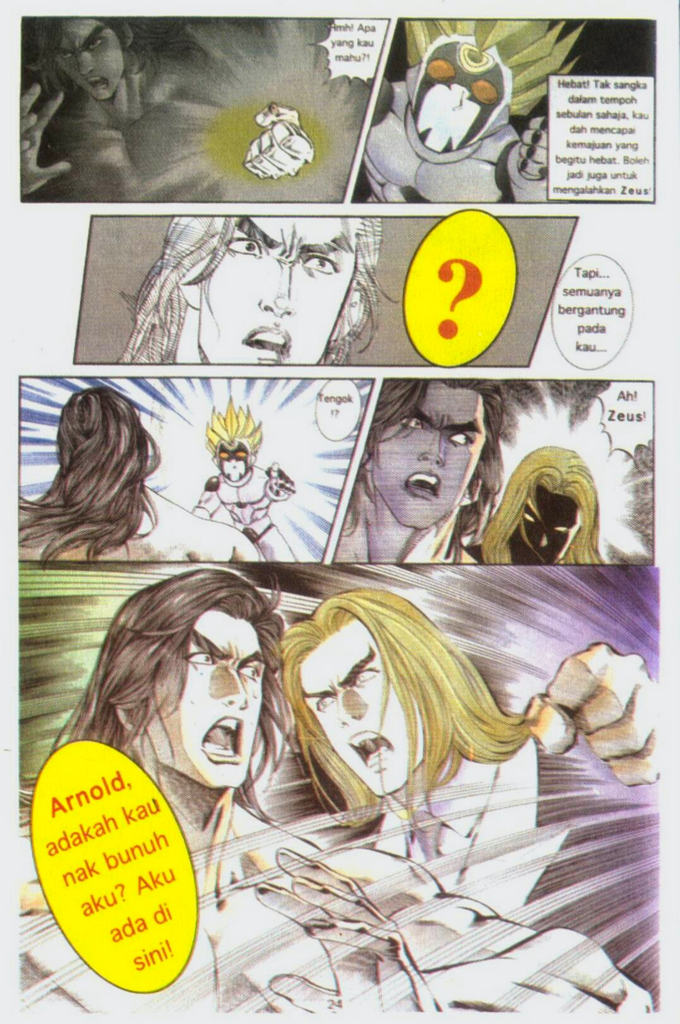 Hmh! Apa
yang kau
mahu?!
Hebat! Tak sangka
dalam tempoh
sebulan sahaja, kau
dah mencapai
kemajuan yang
begitu hebat. Boleh
jadi juga untuk
mengalahkan Zeus!
?
Tapi...
semuanya
bergantung
pada
kau...
Tengok
!?
Ah!
Zeus!
Arnold,
adakah kau
nak bunuh
aku? Aku
ada di
sini!
24